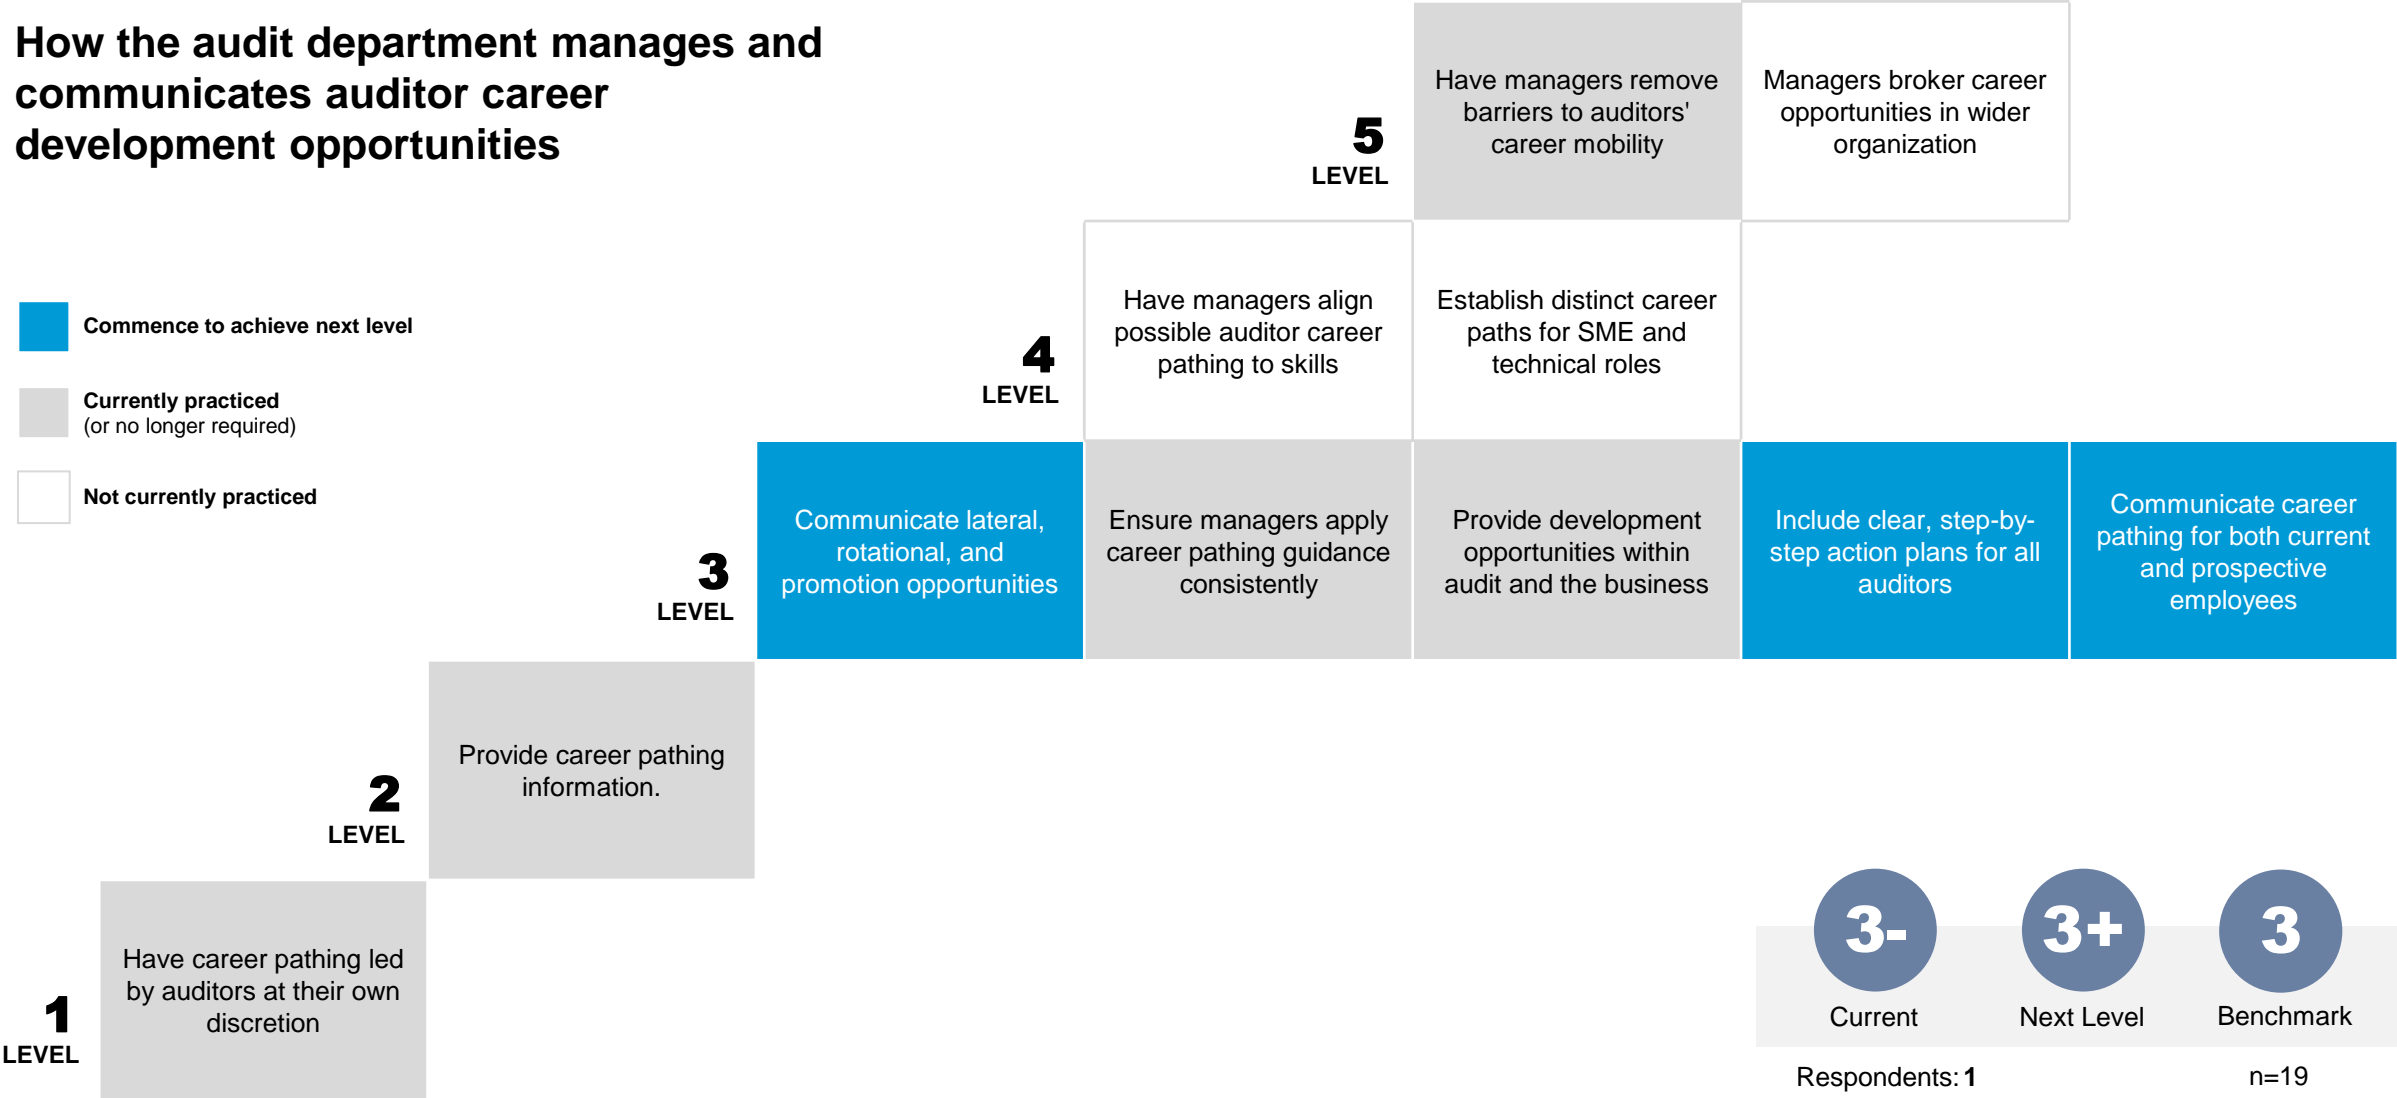 How the audit department manages and
communicates auditor career
development opportunities
Commence to achieve next level
Currently practiced
(or no longer required)
Not currently practiced
5
LEVEL
Have managers remove
barriers to auditors'
career mobility
Managers broker career
opportunities in wider
organization
4
LEVEL
Have managers align
possible auditor career
pathing to skills
Establish distinct career
paths for SME and
technical roles
3
LEVEL
Communicate lateral,
rotational, and
promotion opportunities
Ensure managers apply
career pathing guidance
consistently
Provide development
opportunities within
audit and the business
Include clear, step-by-
step action plans for all
auditors
Communicate career
pathing for both current
and prospective
employees
2
LEVEL
Provide career pathing
information.
1
LEVEL
Have career pathing led
by auditors at their own
discretion
3-
Current
3+
Next Level
3
Benchmark
Respondents: 1
n=19